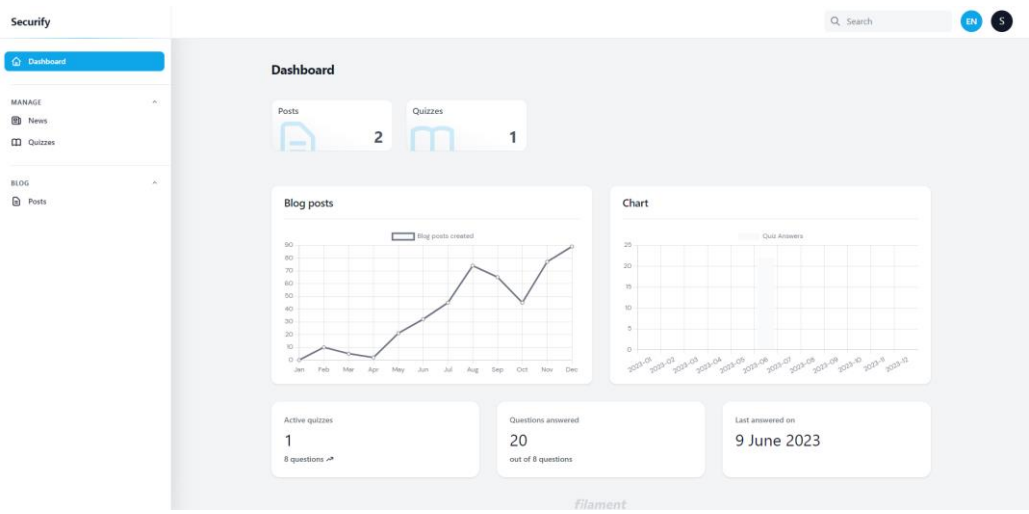 Securify
Search
EN
S
Dashboard
MANAGE
News
Quizzes
BLOG
Posts
Dashboard
Posts
2
Quizzes
1
Blog posts
Blog posts created
90
80
70
60
50
40
30
20
10
0
Jan Feb Mar Apr May Jun Jul Aug Sep Oct Nov Dec
Chart
Quiz Answers
25
20
15
10
5
0
2023-01 2023-02 2023-03 2023-04 2023-05 2023-06 2023-07 2023-08 2023-09 2023-10 2023-11 2023-12
Active quizzes
1
8 questions
Questions answered
20
out of 8 questions
Last answered on
9 June 2023
filament